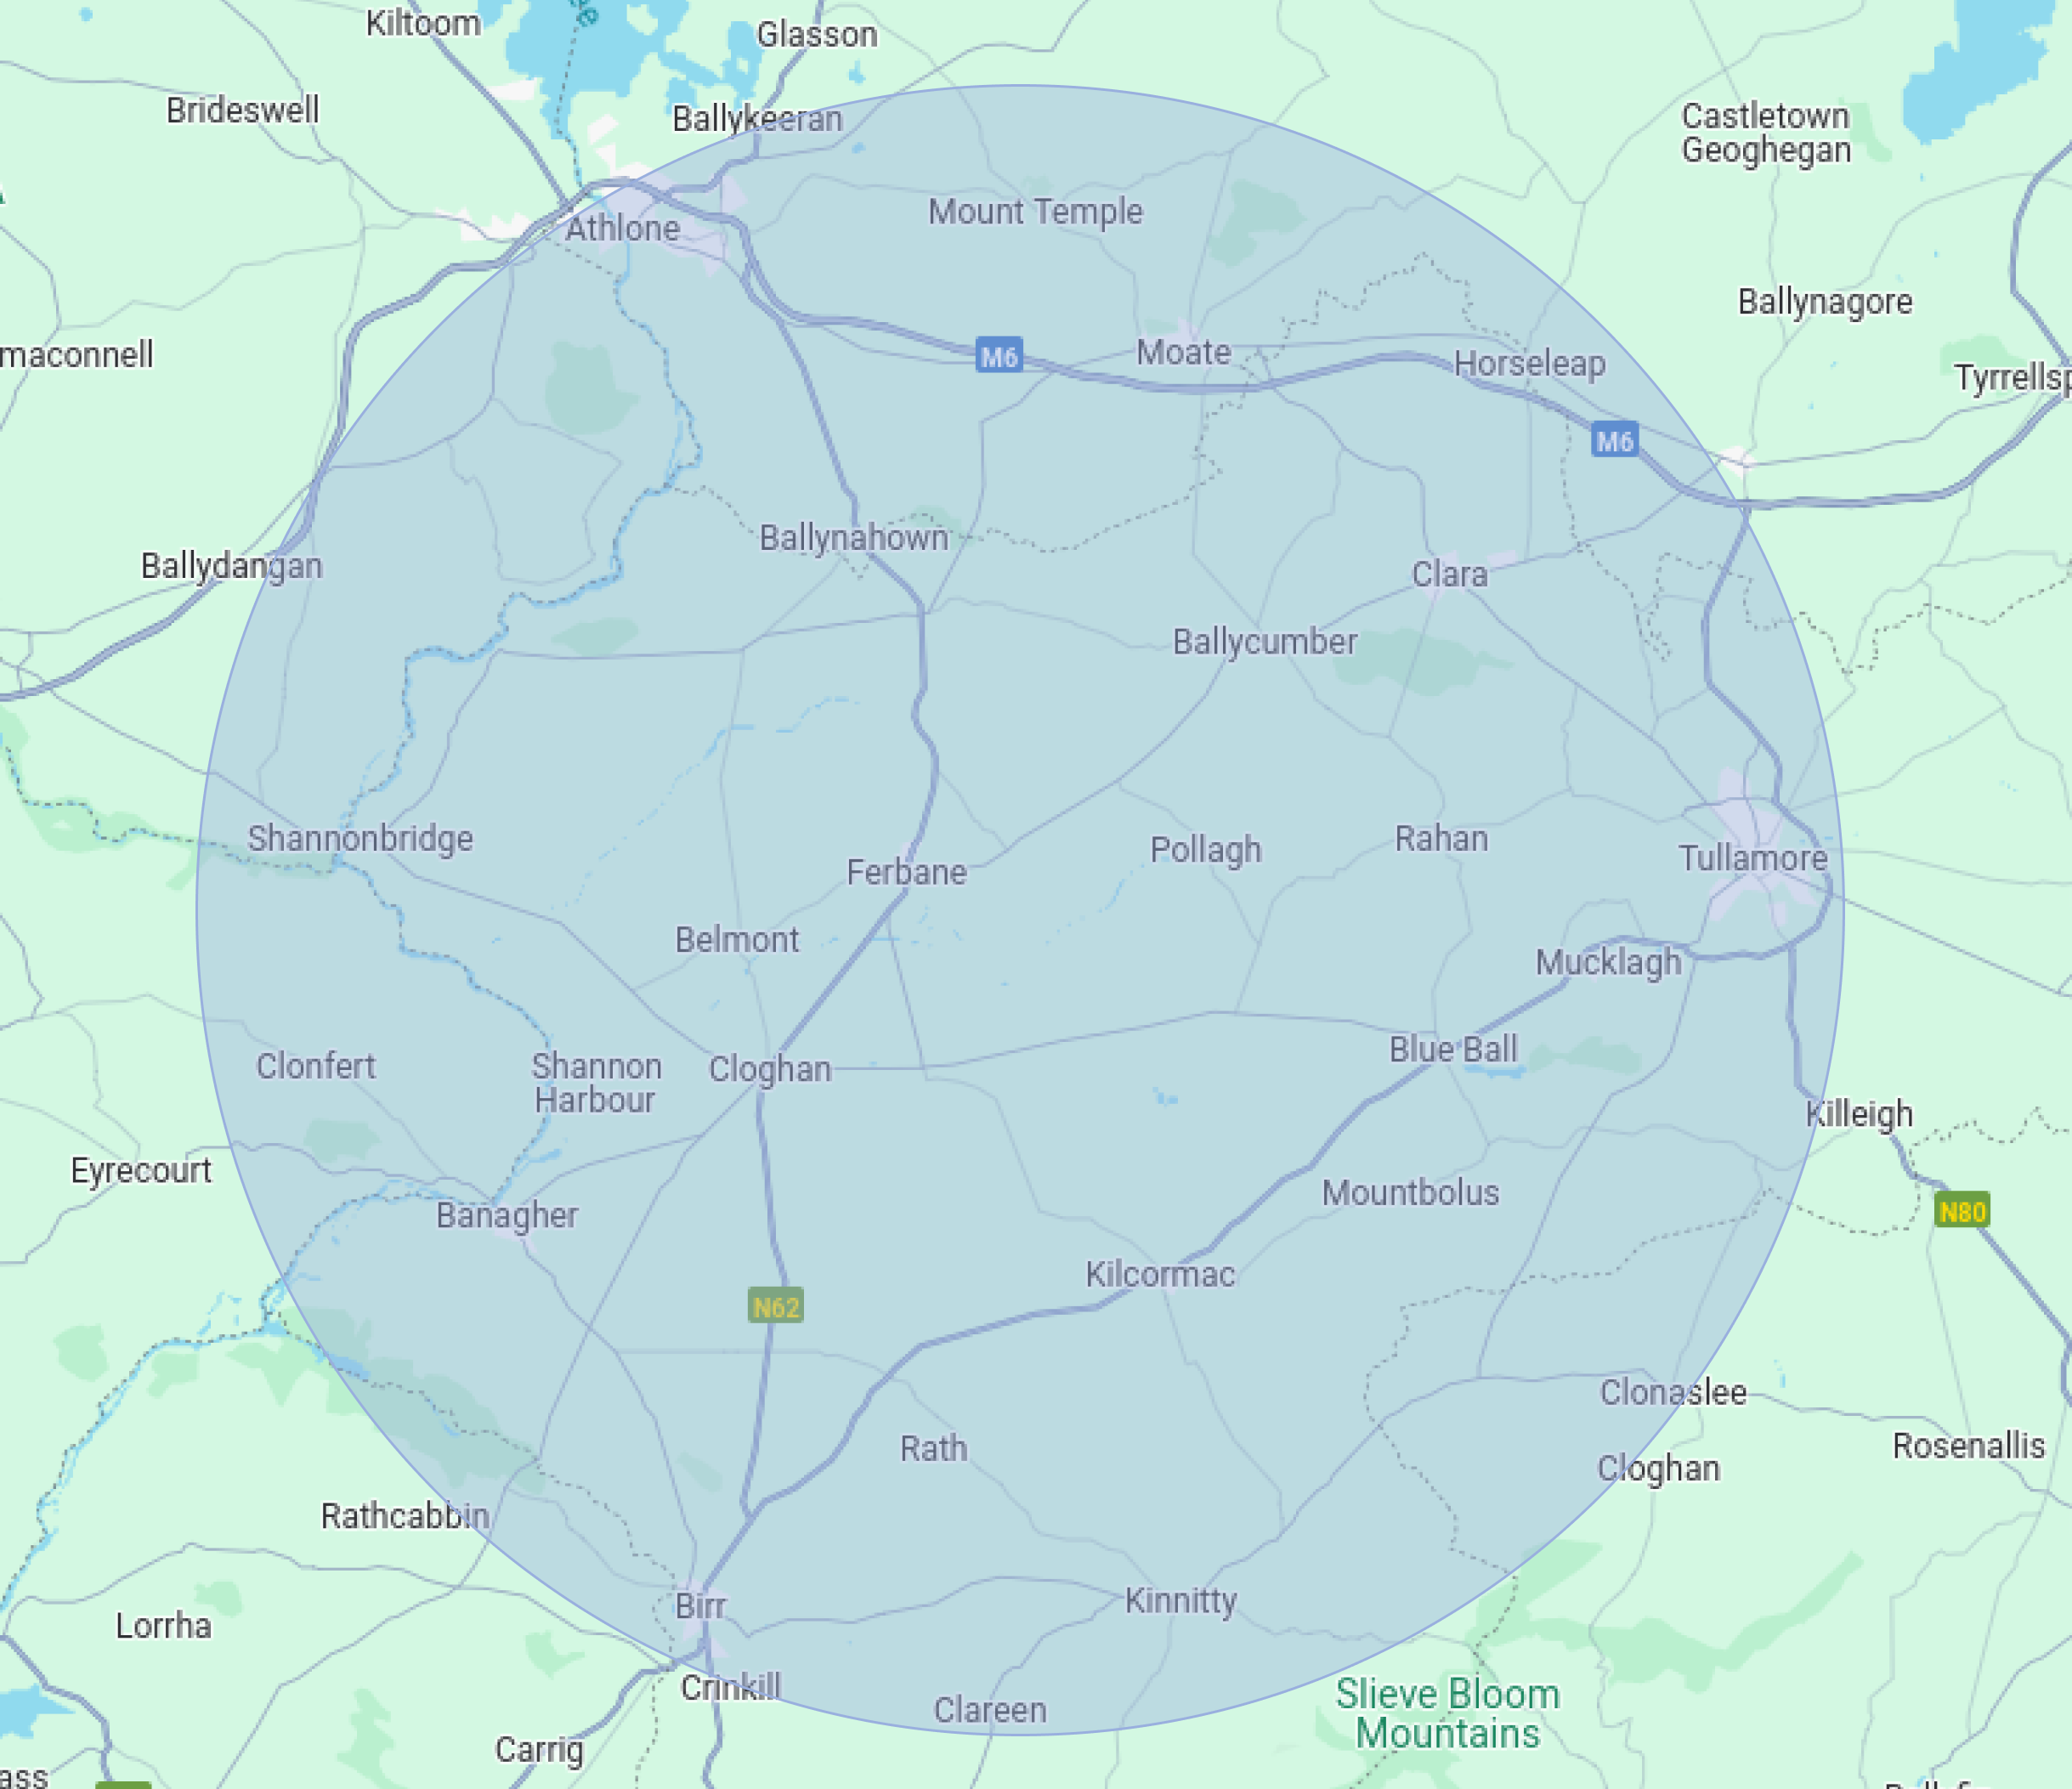 Kiltoom
Glasson
Brideswell
Ballykeeran
Castletown
Geoghegan
Mount Temple
Athlone
Ballynagore
maconnell
M6
Moate
Horseleap
Tyrrellsp
M6
Ballynahown
Ballydangan
Clara
Ballycumber
Shannonbridge
Ferbane
Pollagh
Rahan
Tullamore
Belmont
Mucklagh
Clonfert
Shannon
Harbour
Cloghan
Blue Ball
Killeigh
Eyrecourt
Banagher
Mountbolus
N80
Kilcormac
N62
Clonaslee
Rath
Rosenallis
Cloghan
Rathcabbin
Birr
Kinnitty
Lorrha
Crinkill
Clareen
Slieve Bloom
Mountains
Carrig
ass